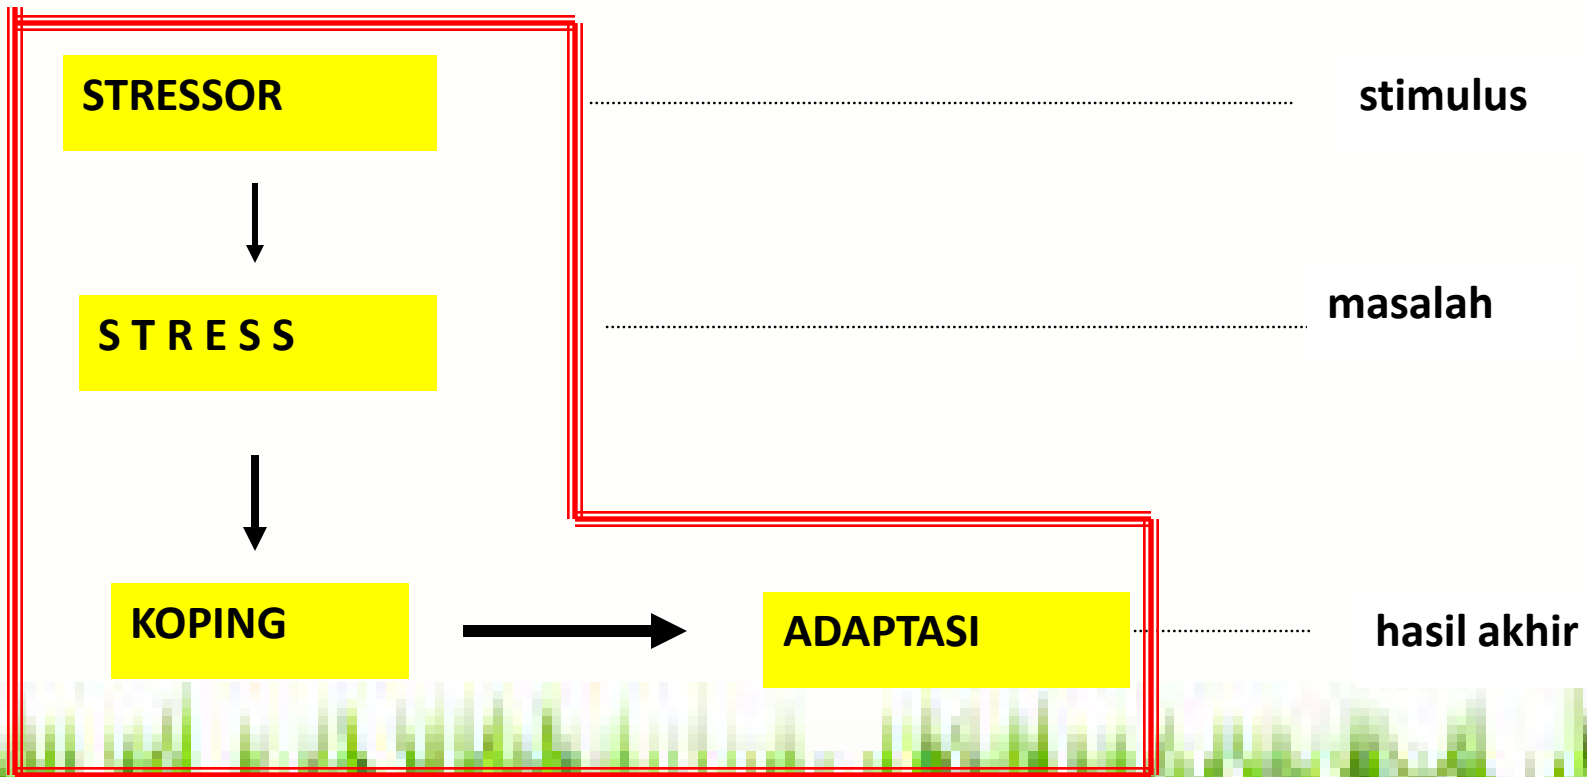 STRESSOR
stimulus
S T R E S S
masalah
KOPING
ADAPTASI
hasil akhir